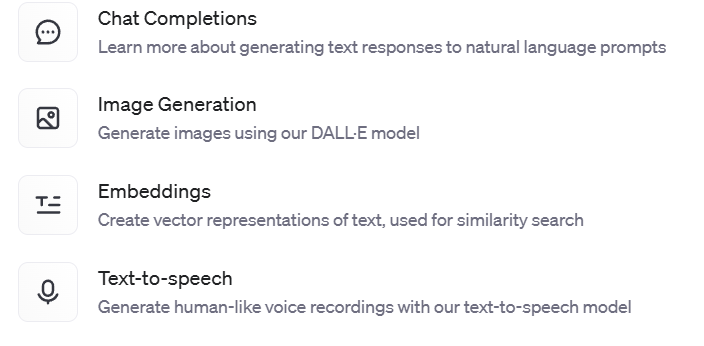 Chat Completions
Learn more about generating text responses to natural language prompts
Image Generation
Generate images using our DALL·E model
Embeddings
Create vector representations of text, used for similarity search
Text-to-speech
Generate human-like voice recordings with our text-to-speech model